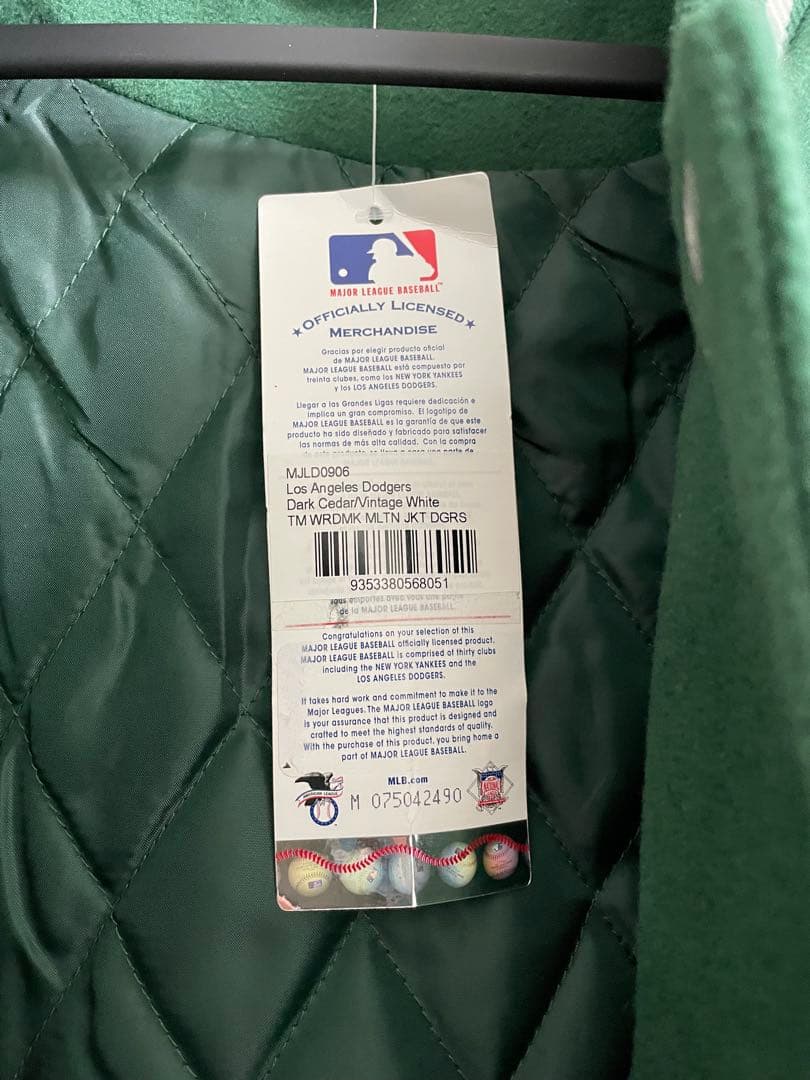 MAJOR LEAGUE BASEBALL™
★OFFICIALLY LICENSED★
MERCHANDISE
Gracias por elegir producto oficial
de MAJOR LEAGUE BASEBALL.
MAJOR LEAGUE BASEBALL está compuesto por
treinta clubes, como los NEW YORK YANKEES
y los LOS ANGELES DODGERS.
Llegar a las Grandes Ligas requiere dedicación e
implica un gran compromiso. El logotipo de
MAJOR LEAGUE BASEBALL es la garantía de que este
producto ha sido diseñado y fabricado para satisfacer
las normas de más alta calidad. Con la compra
MJLD0906
Los Angeles Dodgers
Dark Cedar/Vintage White
TM WRDMK MLTN JKT DGRS
9353380568051
de la MAJOR LEAGUE BASEBALL.
Congratulations on your selection of this
MAJOR LEAGUE BASEBALL officially licensed product.
MAJOR LEAGUE BASEBALL is comprised of thirty clubs
including the NEW YORK YANKEES and the
LOS ANGELES DODGERS.
It takes hard work and commitment to make it to the
Major Leagues. The MAJOR LEAGUE BASEBALL logo
is your assurance that this product is designed and
crafted to meet the highest standards of quality.
With the purchase of this product, you bring home a
part of MAJOR LEAGUE BASEBALL.
MLB.com
AMERICAN LEAGUE
M 075042490
NATIONAL